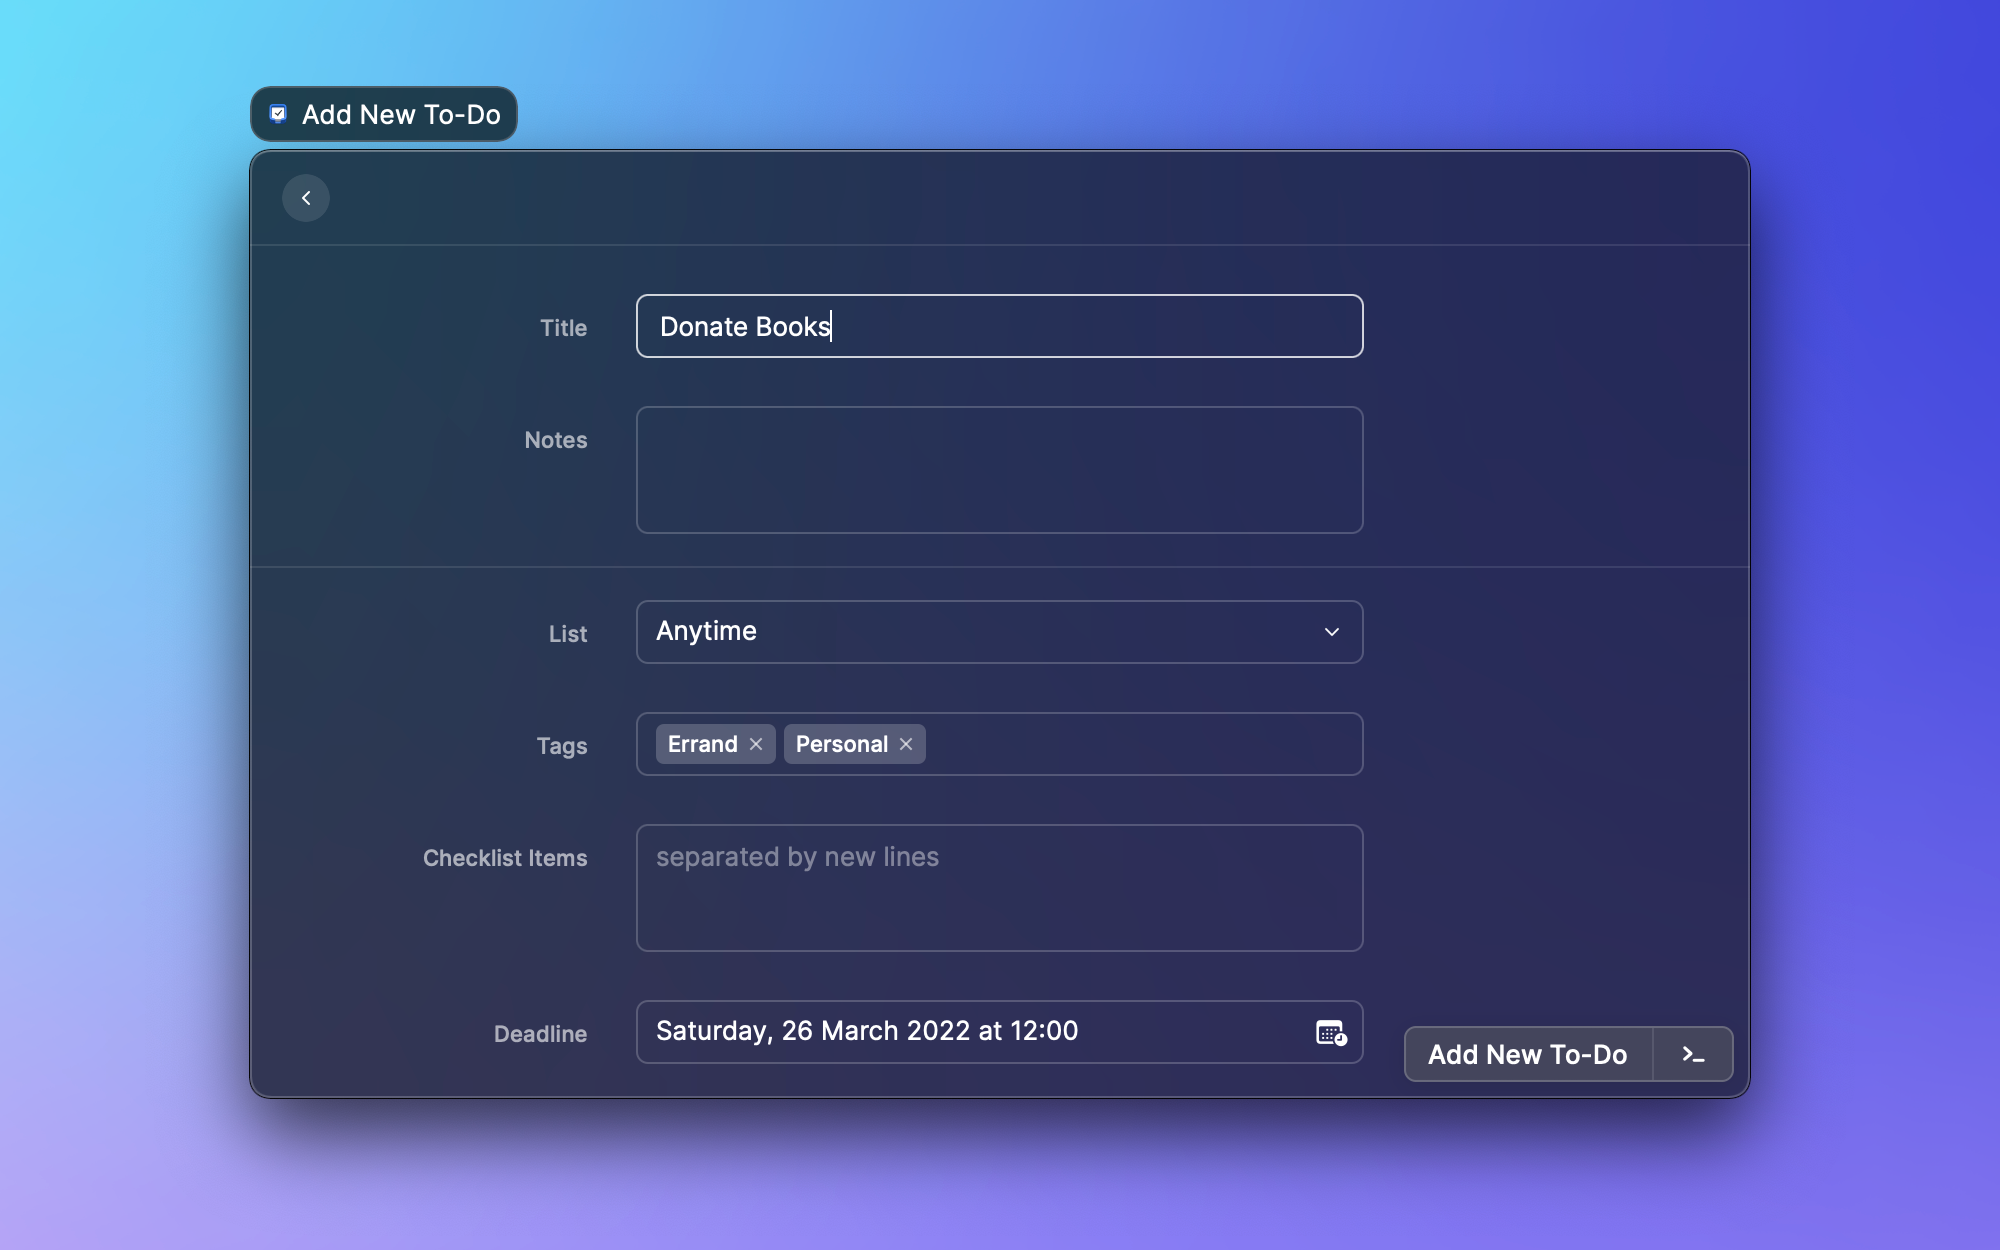 Add New To-Do
Title
Donate Books
Notes
List
Anytime
Tags
Errand
Personal
Checklist Items
separated by new lines
Deadline
Saturday, 26 March 2022 at 12:00
Add New To-Do